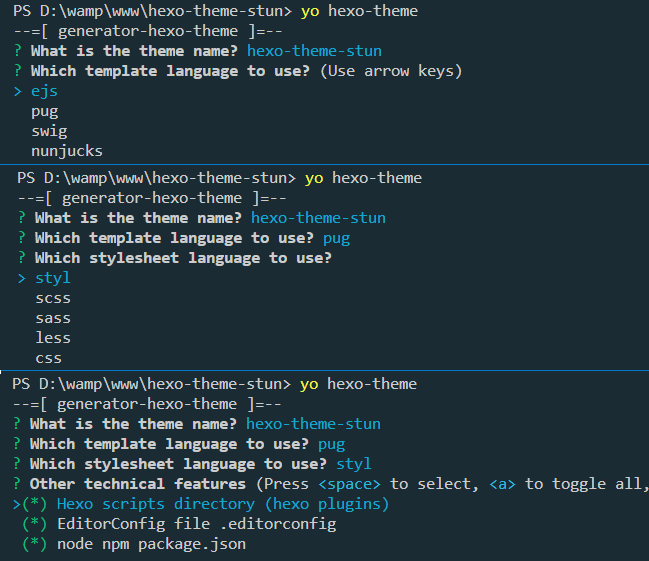 PS D:\wamp\www\hexo-theme-stun> yo hexo-theme
--=[ generator-hexo-theme ]=--
? What is the theme name? hexo-theme-stun
? Which template language to use? (Use arrow keys)
> ejs
pug
swig
nunjucks
PS D:\wamp\www\hexo-theme-stun> yo hexo-theme
--=[ generator-hexo-theme ]=--
? What is the theme name? hexo-theme-stun
? Which template language to use? pug
? Which stylesheet language to use?
> styl
scss
sass
less
css
PS D:\wamp\www\hexo-theme-stun> yo hexo-theme
--=[ generator-hexo-theme ]=--
? What is the theme name? hexo-theme-stun
? Which template language to use? pug
? Which stylesheet language to use? styl
? Other technical features (Press <space> to select, <a> to toggle all,
>(*) Hexo scripts directory (hexo plugins)
(*) EditorConfig file .editorconfig
(*) node npm package.json